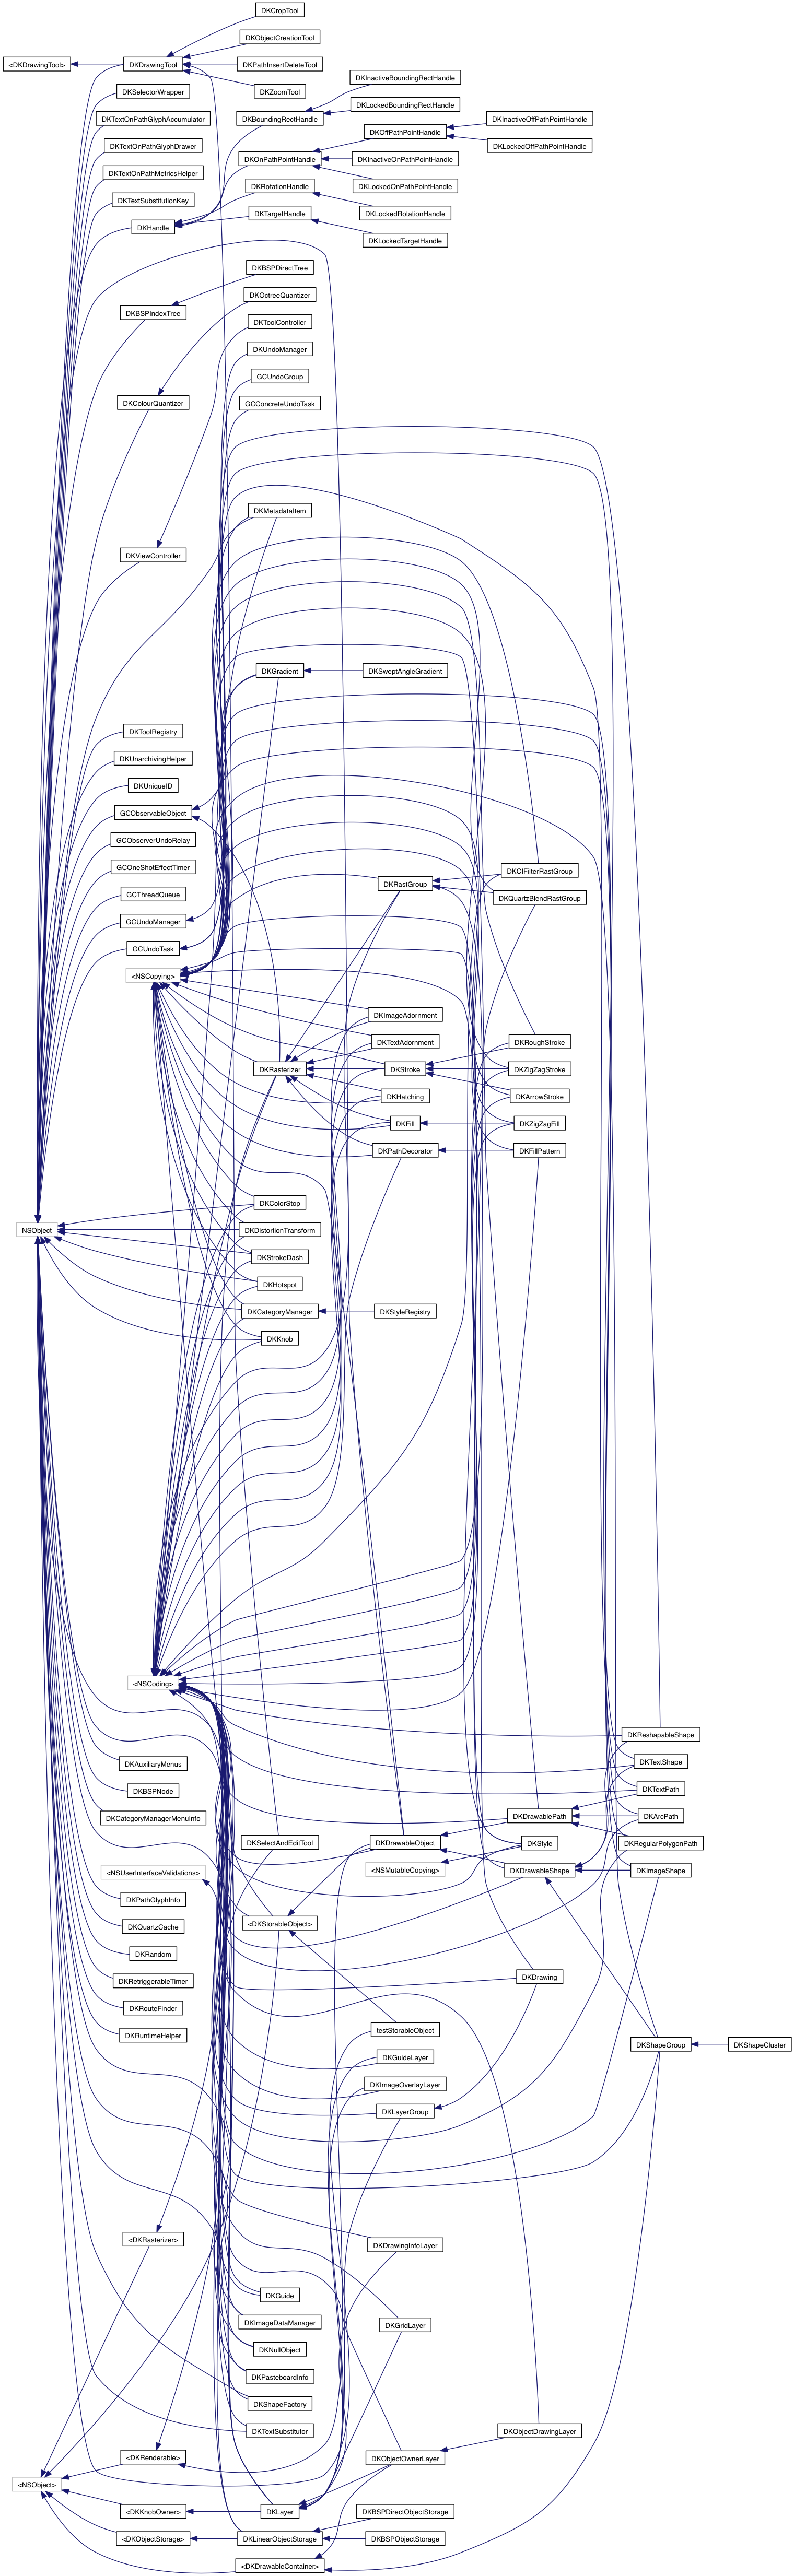 DKCropTool
DKObjectCreationTool
<DKDrawingTool>
DKDrawingTool
DKPathInsertDeleteTool
DKInactiveBoundingRectHandle
DKSelectorWrapper
DKZoomTool
DKLockedBoundingRectHandle
DKTextOnPathGlyphAccumulator
DKBoundingRectHandle
DKInactiveOffPathPointHandle
DKOffPathPointHandle
DKTextOnPathGlyphDrawer
DKLockedOffPathPointHandle
DKOnPathPointHandle
DKInactiveOnPathPointHandle
DKTextOnPathMetricsHelper
DKRotationHandle
DKLockedOnPathPointHandle
DKTextSubstitutionKey
DKTargetHandle
DKLockedRotationHandle
DKHandle
DKLockedTargetHandle
DKBSPDirectTree
DKOctreeQuantizer
DKBSPIndexTree
DKToolController
DKUndoManager
GCUndoGroup
DKColourQuantizer
GCConcreteUndoTask
DKMetadataItem
DKViewController
DKGradient
DKSweptAngleGradient
DKToolRegistry
DKUnarchivingHelper
DKUniqueID
GCObservableObject
GCObserverUndoRelay
GCOneShotEffectTimer
DKCIFilterRastGroup
DKRastGroup
GCThreadQueue
DKQuartzBlendRastGroup
GCUndoManager
GCUndoTask
<NSCopying>
DKImageAdornment
DKTextAdornment
DKRoughStroke
DKRasterizer
DKStroke
DKZigZagStroke
DKHatching
DKArrowStroke
DKFill
DKZigZagFill
DKPathDecorator
DKFillPattern
DKColorStop
NSObject
DKDistortionTransform
DKStrokeDash
DKHotspot
DKCategoryManager
DKStyleRegistry
DKKnob
<NSCoding>
DKReshapableShape
DKAuxiliaryMenus
DKTextShape
DKBSPNode
DKTextPath
DKCategoryManagerMenuInfo
DKDrawablePath
DKArcPath
DKSelectAndEditTool
DKDrawableObject
DKStyle
DKRegularPolygonPath
<NSUserInterfaceValidations>
<NSMutableCopying>
DKDrawableShape
DKImageShape
DKPathGlyphInfo
<DKStorableObject>
DKQuartzCache
DKRandom
DKRetriggerableTimer
DKDrawing
DKRouteFinder
DKRuntimeHelper
testStorableObject
DKShapeGroup
DKShapeCluster
DKGuideLayer
DKImageOverlayLayer
DKLayerGroup
<DKRasterizer>
DKDrawingInfoLayer
DKGuide
DKImageDataManager
DKGridLayer
DKNullObject
DKPasteboardInfo
DKShapeFactory
DKTextSubstitutor
DKObjectDrawingLayer
<DKRenderable>
DKObjectOwnerLayer
<NSObject>
<DKKnobOwner>
DKLayer
DKBSPDirectObjectStorage
<DKObjectStorage>
DKLinearObjectStorage
DKBSPObjectStorage
<DKDrawableContainer>